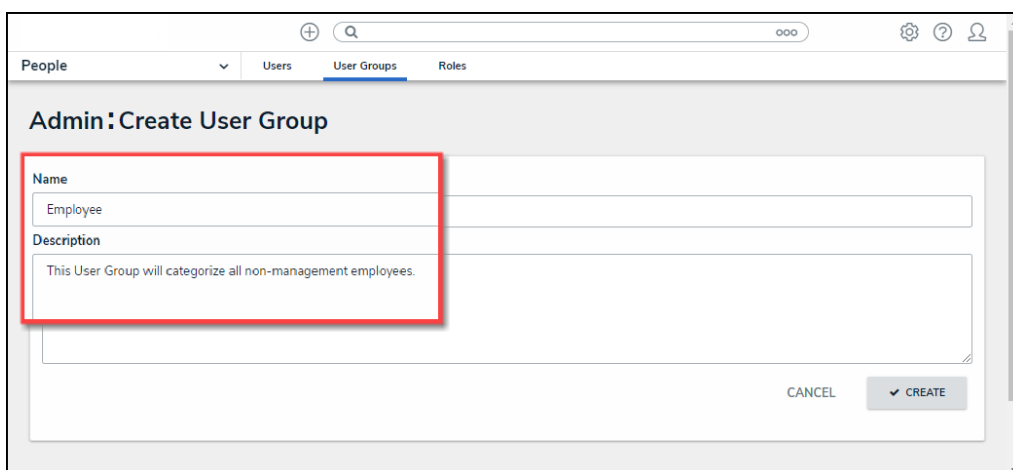 People Users User Groups Roles
Admin:Create User Group
Name
Employee
Description
This User Group will categorize all non-management employees.
CANCEL CREATE